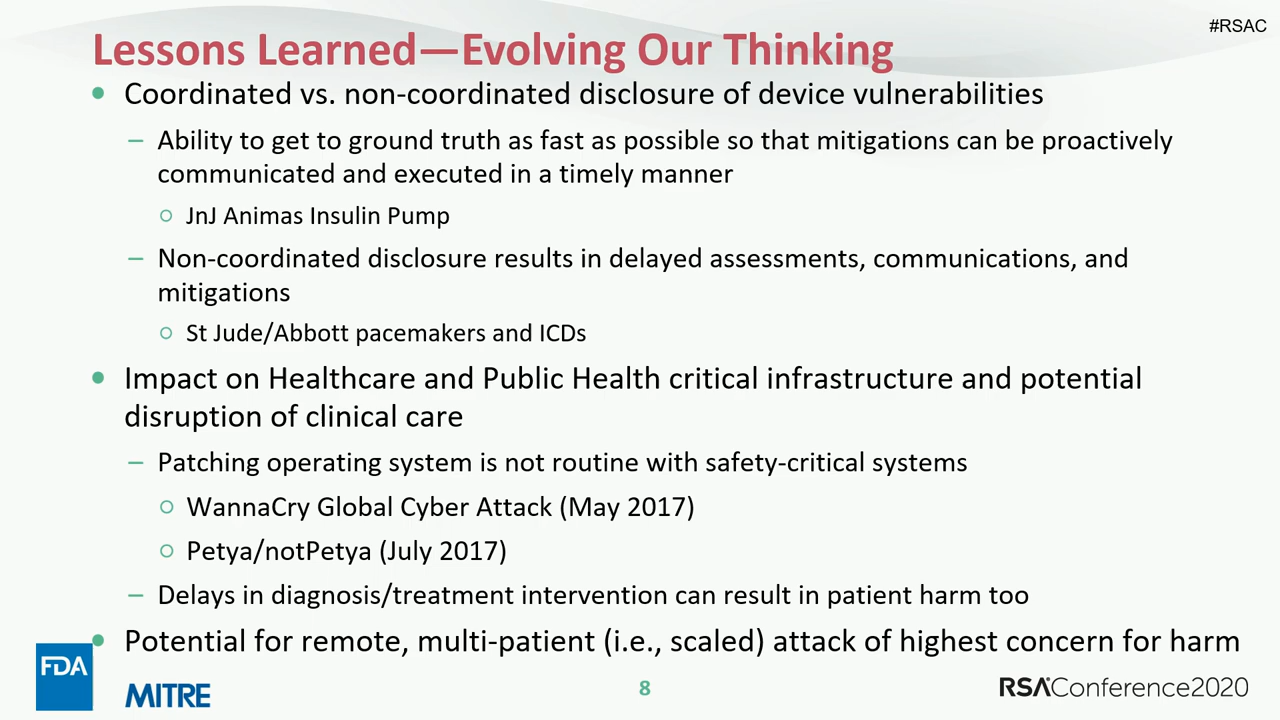 #RSAC
Lessons Learned—Evolving Our Thinking
• Coordinated vs. non-coordinated disclosure of device vulnerabilities
– Ability to get to ground truth as fast as possible so that mitigations can be proactively
communicated and executed in a timely manner
○ JnJ Animas Insulin Pump
– Non-coordinated disclosure results in delayed assessments, communications, and
mitigations
○ St Jude/Abbott pacemakers and ICDs
• Impact on Healthcare and Public Health critical infrastructure and potential
disruption of clinical care
– Patching operating system is not routine with safety-critical systems
○ WannaCry Global Cyber Attack (May 2017)
○ Petya/notPetya (July 2017)
– Delays in diagnosis/treatment intervention can result in patient harm too
• Potential for remote, multi-patient (i.e., scaled) attack of highest concern for harm
FDA
MITRE
8
RSAConference2020